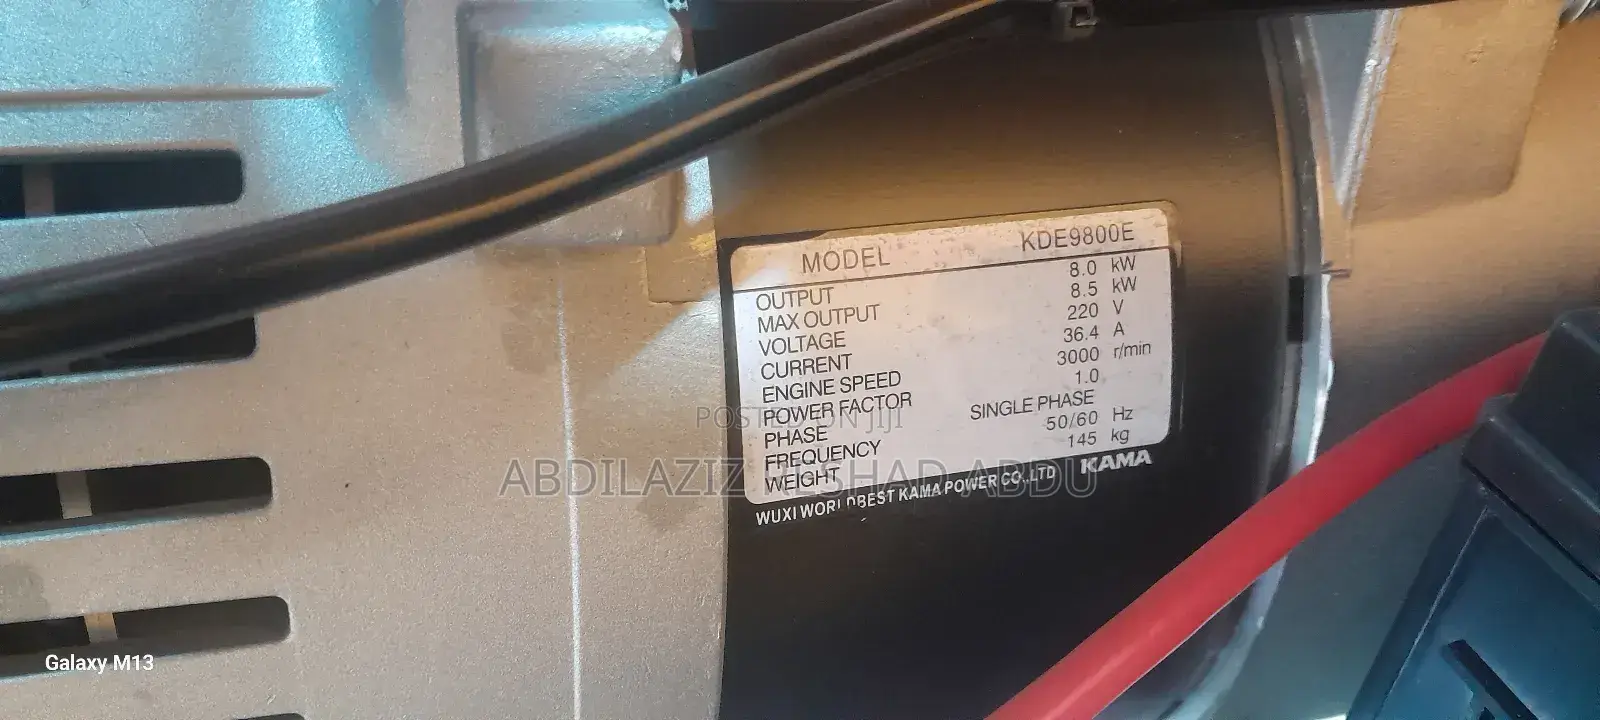 MODEL KDE9800E
OUTPUT 8.0 kW
MAX OUTPUT 8.5 kW
VOLTAGE 220 V
CURRENT 36.4 A
ENGINE SPEED 3000 r/min
POWER FACTOR 1.0
PHASE SINGLE PHASE
FREQUENCY 50/60 Hz
WEIGHT 145 kg
WUXI WORLDBEST KAMA POWER CO.,LTD KAMA
POSTED ON JIJI
ABDILAZIZ RESHAD ABDU
Galaxy M13